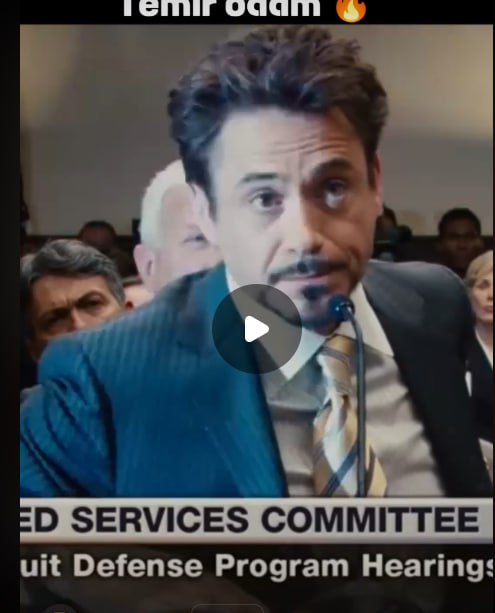 Temir odam 🔥
ED SERVICES COMMITTEE
uit Defense Program Hearings